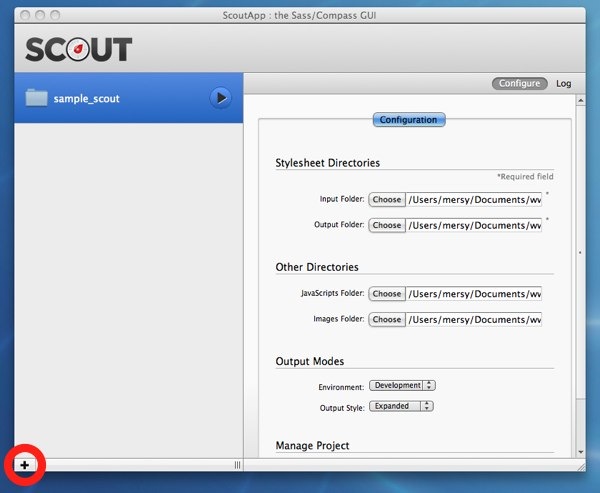 ScoutApp : the Sass/Compass GUI
SCOUT
Configure Log
sample_scout
Configuration
Stylesheet Directories
*Required field
Input Folder: Choose /Users/mersy/Documents/wv *
Output Folder: Choose /Users/mersy/Documents/wv *
Other Directories
JavaScripts Folder: Choose /Users/mersy/Documents/wv
Images Folder: Choose /Users/mersy/Documents/wv
Output Modes
Environment: Development
Output Style: Expanded
Manage Project
+